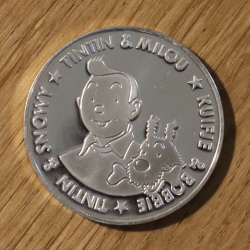 ★ TINTIN & MILOU ★ KUIFJE & BOBBIE ★ TINTIN & SNOWY